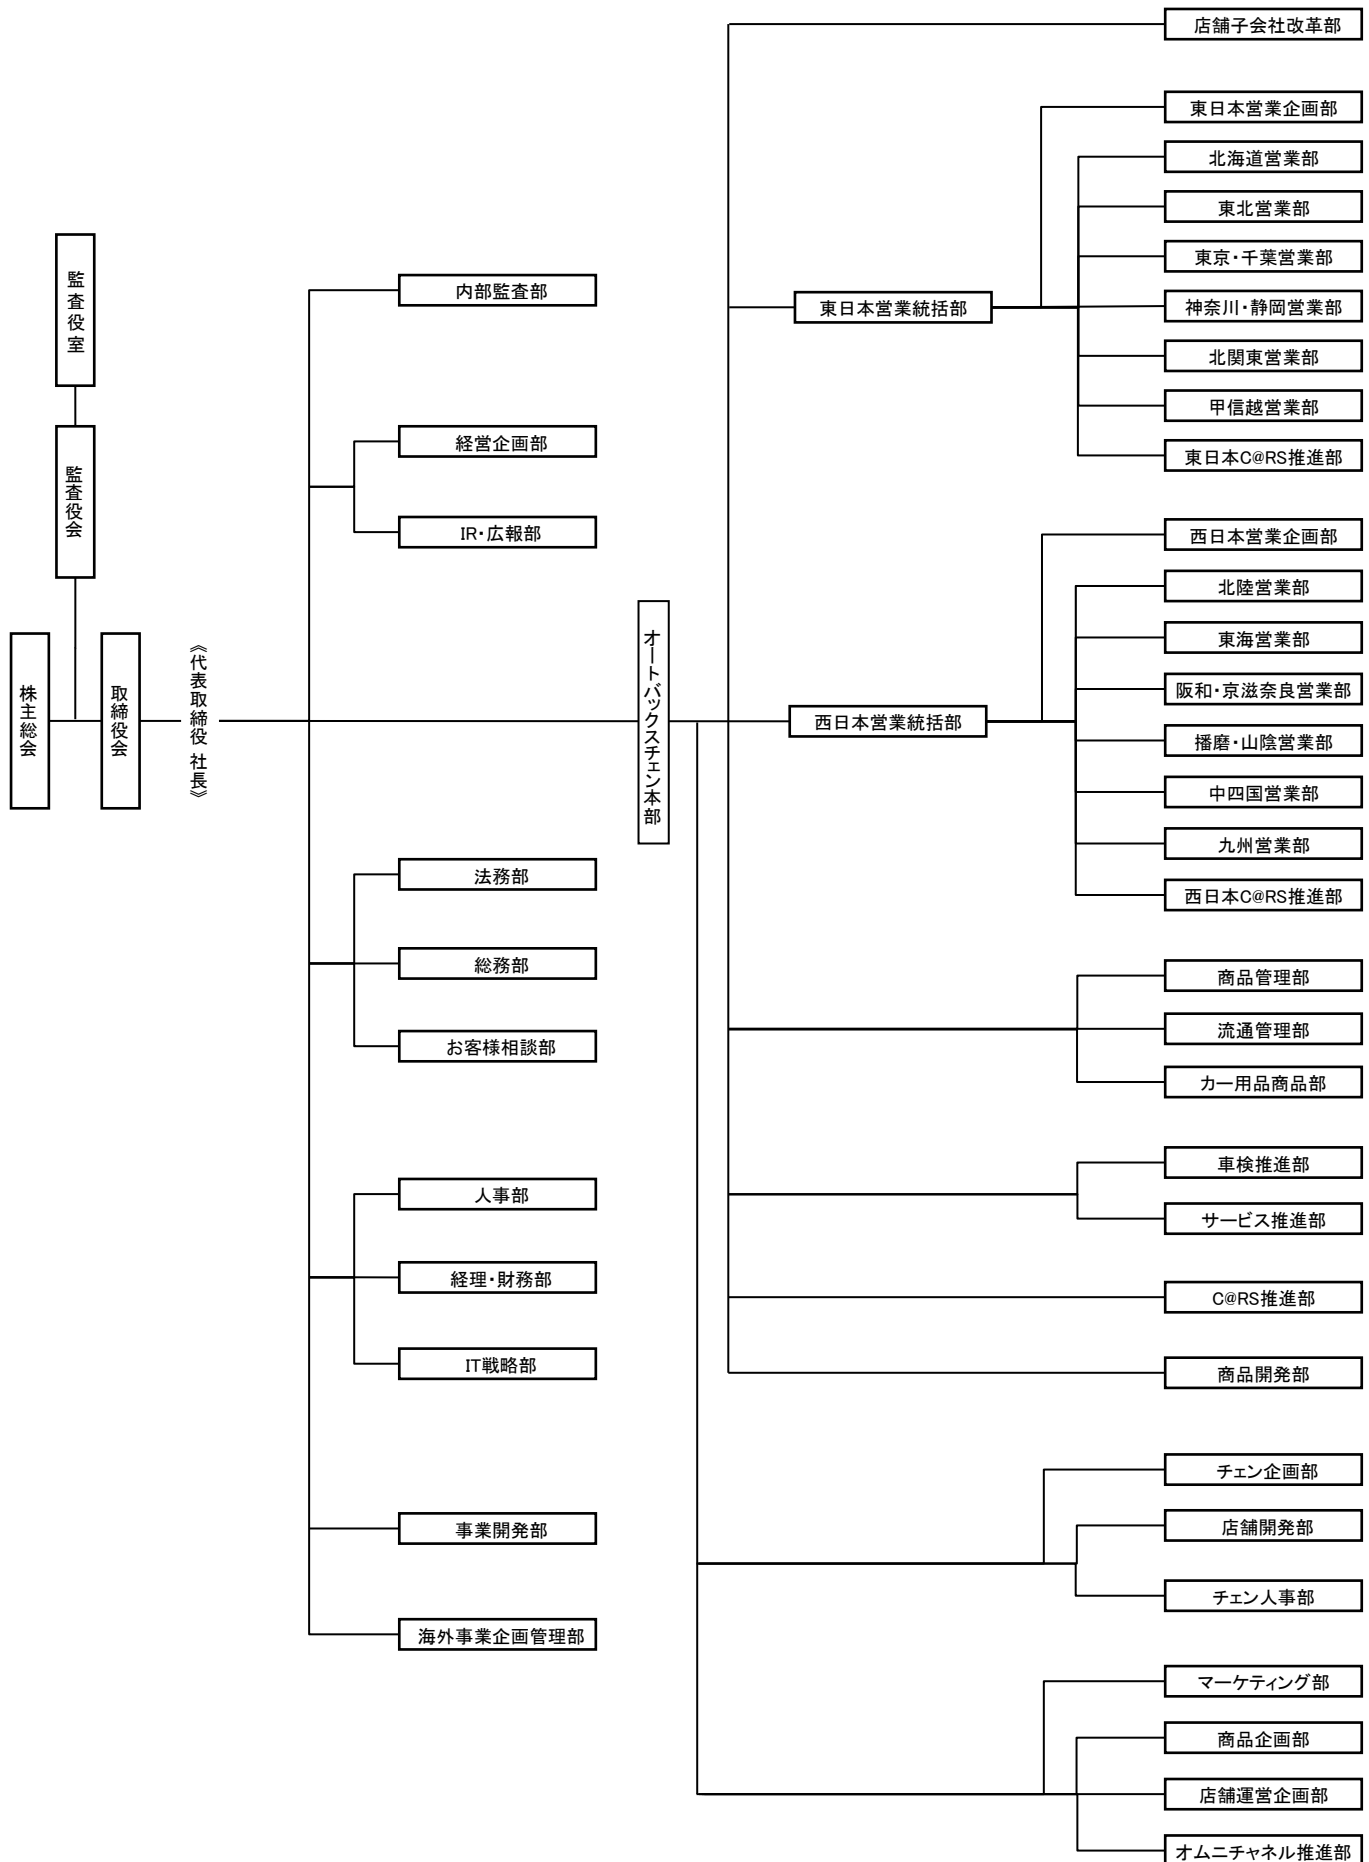 株主総会
監査役室
監査役会
取締役会
《代表取締役 社長》
内部監査部
経営企画部
IR・広報部
法務部
総務部
お客様相談部
人事部
経理・財務部
IT戦略部
事業開発部
海外事業企画管理部
オートバックスチェン本部
店舗子会社改革部
東日本営業統括部
東日本営業企画部
北海道営業部
東北営業部
東京・千葉営業部
神奈川・静岡営業部
北関東営業部
甲信越営業部
東日本C@RS推進部
西日本営業統括部
西日本営業企画部
北陸営業部
東海営業部
阪和・京滋奈良営業部
播磨・山陰営業部
中四国営業部
九州営業部
西日本C@RS推進部
商品管理部
流通管理部
カー用品商品部
車検推進部
サービス推進部
C@RS推進部
商品開発部
チェン企画部
店舗開発部
チェン人事部
マーケティング部
商品企画部
店舗運営企画部
オムニチャネル推進部